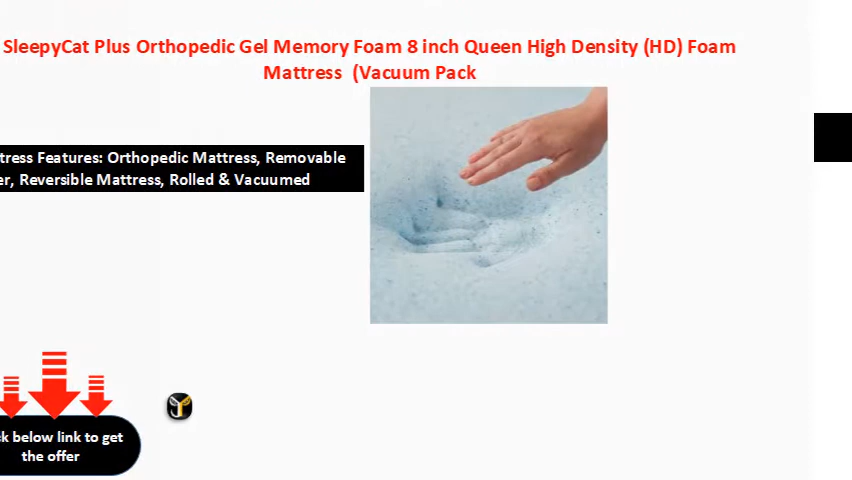 SleepyCat Plus Orthopedic Gel Memory Foam 8 inch Queen High Density (HD) Foam
Mattress (Vacuum Pack
tress Features: Orthopedic Mattress, Removable
er, Reversible Mattress, Rolled & Vacuumed
k below link to get
the offer